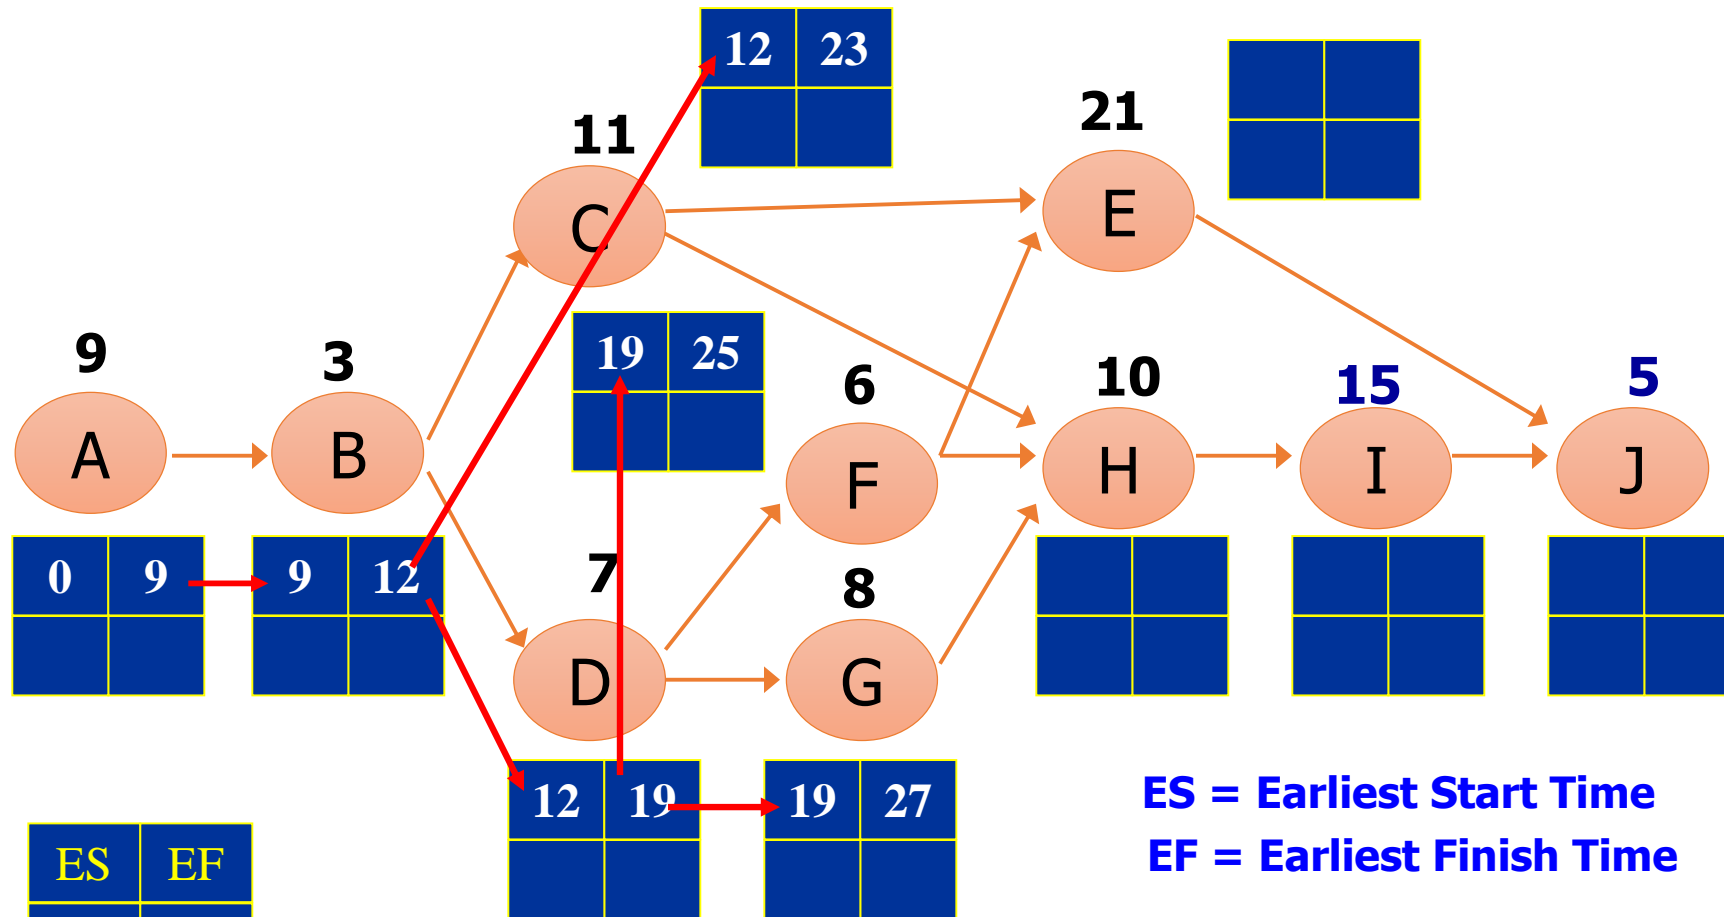 12 23
21
11
C
E
9
3
19 25
6
10
15
5
A
B
F
H
I
J
0 9
9 12
7
8
D
G
12 19
19 27
ES = Earliest Start Time
EF = Earliest Finish Time
ES EF